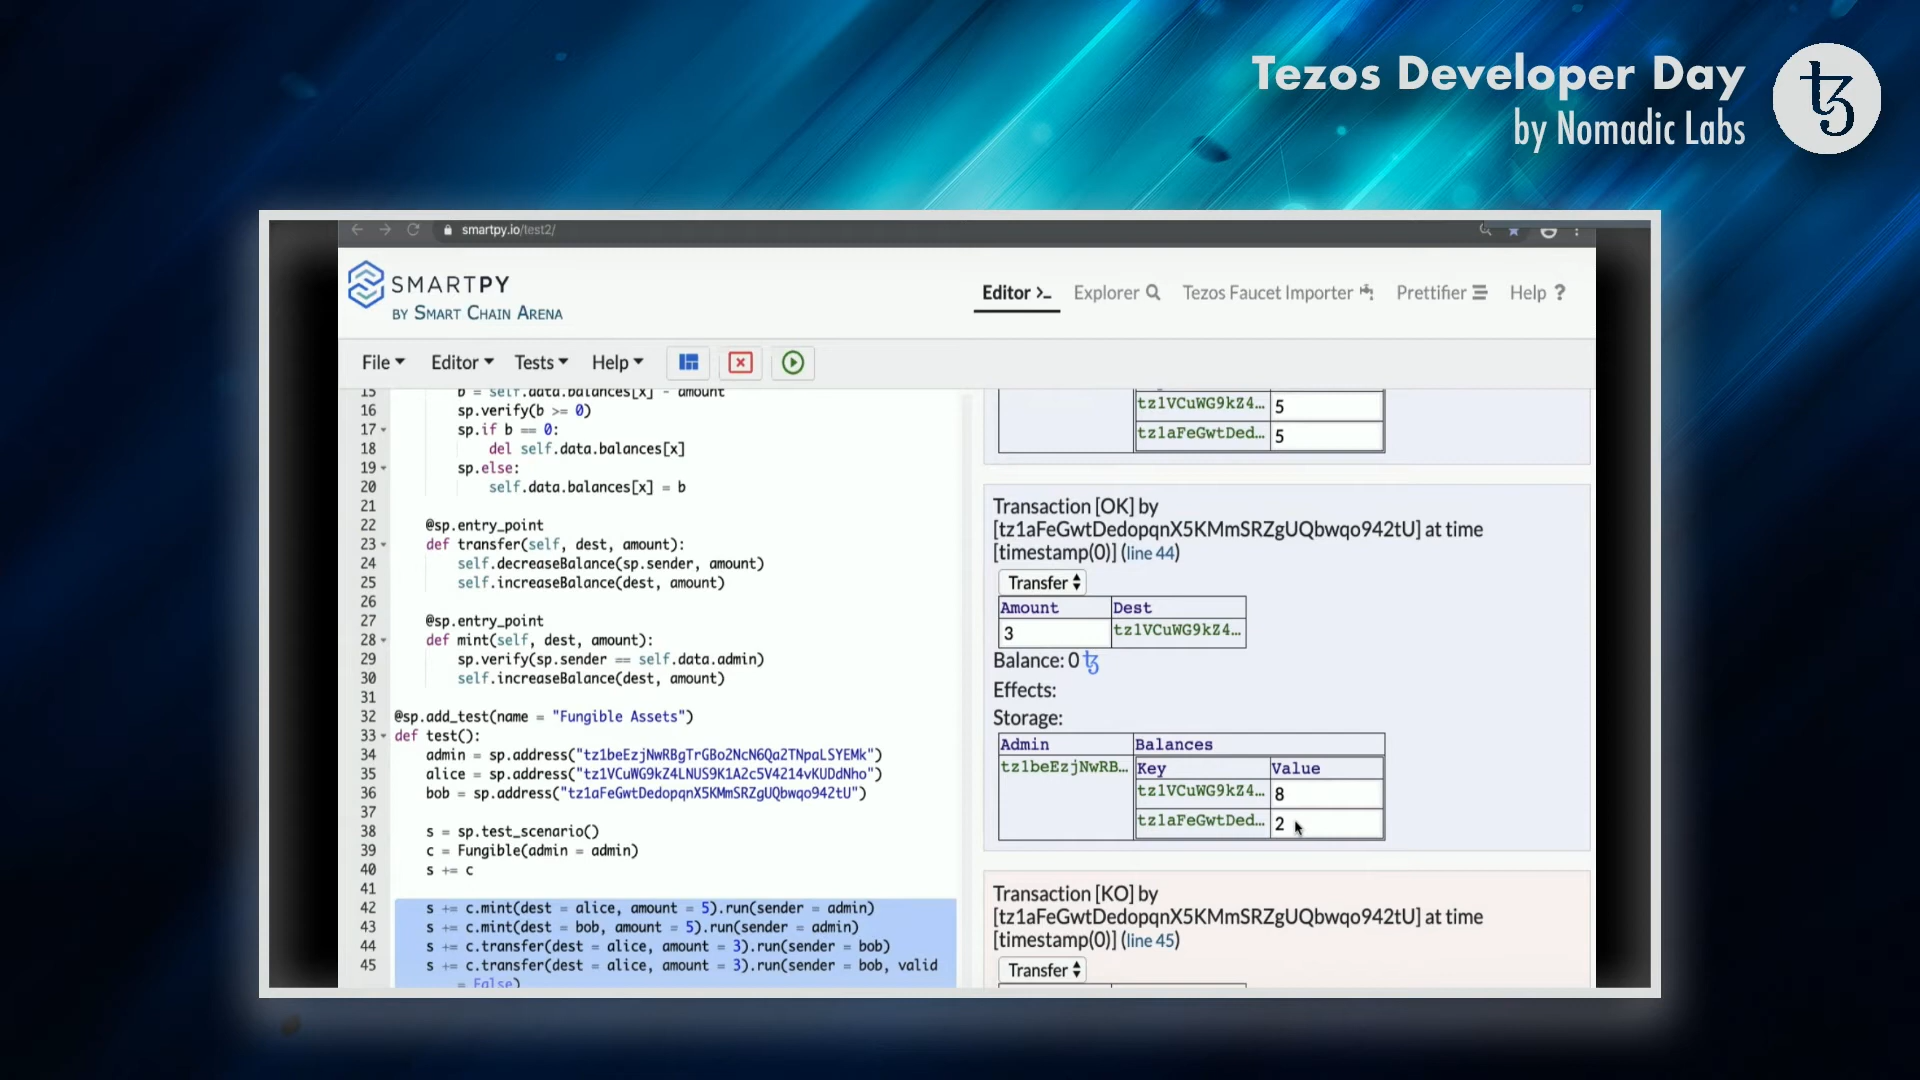 Tezos Developer Day
by Nomadic Labs
smartpy.io/test2/
SMARTPY
BY SMART CHAIN ARENA
Editor >_ Explorer Tezos Faucet Importer Prettifier Help ?
File Editor Tests Help
15 b = self.data.balances[x] - amount
16 sp.verify(b >= 0)
17 sp.if b == 0:
18 del self.data.balances[x]
19 sp.else:
20 self.data.balances[x] = b
21
22 @sp.entry_point
23 def transfer(self, dest, amount):
24 self.decreaseBalance(sp.sender, amount)
25 self.increaseBalance(dest, amount)
26
27 @sp.entry_point
28 def mint(self, dest, amount):
29 sp.verify(sp.sender == self.data.admin)
30 self.increaseBalance(dest, amount)
31
32 @sp.add_test(name = "Fungible Assets")
33 def test():
34 admin = sp.address("tz1beEzjNwRBgTrGBo2NcN6Qa2TNpaLSYEMk")
35 alice = sp.address("tz1VCuWG9kZ4LNUS9K1A2c5V4214vKUDdNho")
36 bob = sp.address("tz1aFeGwtDedopqnX5KMmSRZgUQbwqo942tU")
37
38 s = sp.test_scenario()
39 c = Fungible(admin = admin)
40 s += c
41
42 s += c.mint(dest = alice, amount = 5).run(sender = admin)
43 s += c.mint(dest = bob, amount = 5).run(sender = admin)
44 s += c.transfer(dest = alice, amount = 3).run(sender = bob)
45 s += c.transfer(dest = alice, amount = 3).run(sender = bob, valid
= False)
tz1VCuWG9kZ4... 5
tz1aFeGwtDed... 5
Transaction [OK] by
[tz1aFeGwtDedopqnX5KMmSRZgUQbwqo942tU] at time
[timestamp(0)] (line 44)
Transfer
Amount Dest
3 tz1VCuWG9kZ4...
Balance: 0ꜩ
Effects:
Storage:
Admin Balances
tz1beEzjNwRB... Key Value
tz1VCuWG9kZ4... 8
tz1aFeGwtDed... 2
Transaction [KO] by
[tz1aFeGwtDedopqnX5KMmSRZgUQbwqo942tU] at time
[timestamp(0)] (line 45)
Transfer